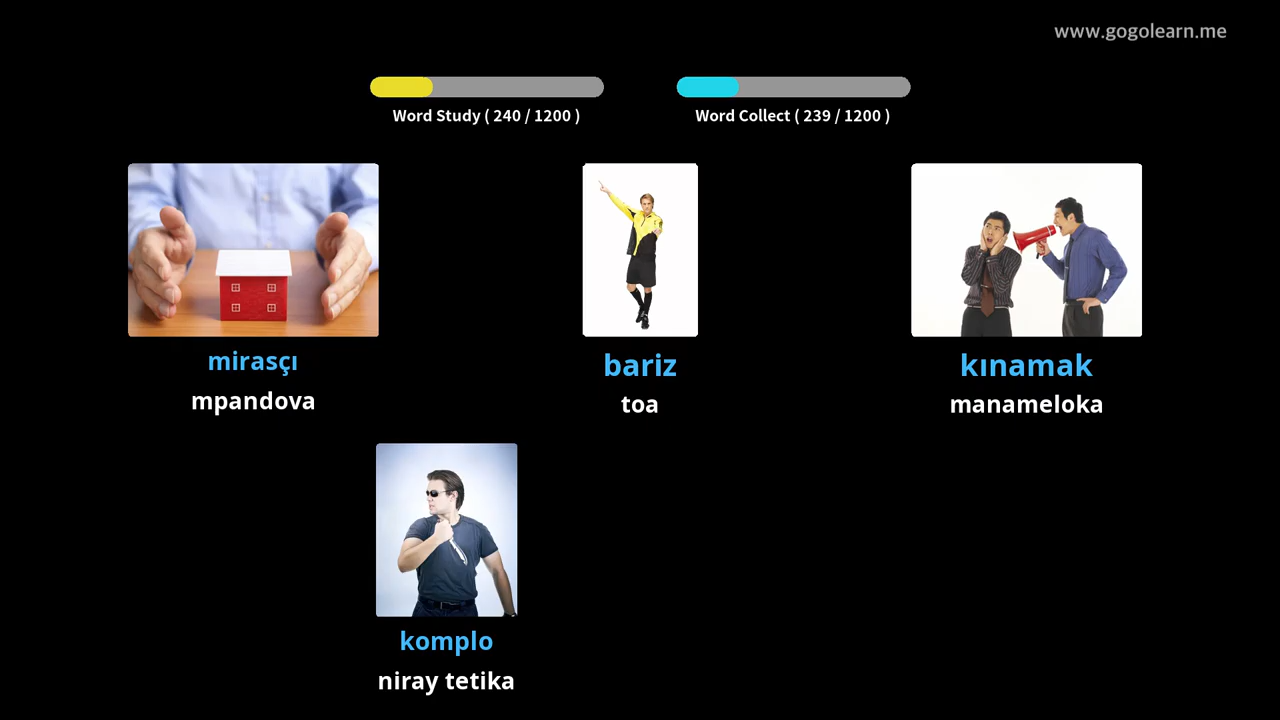 www.gogolearn.me
Word Study ( 240 / 1200 )
Word Collect ( 239 / 1200 )
mirasçı
mpandova
bariz
toa
kınamak
manameloka
komplo
niray tetika